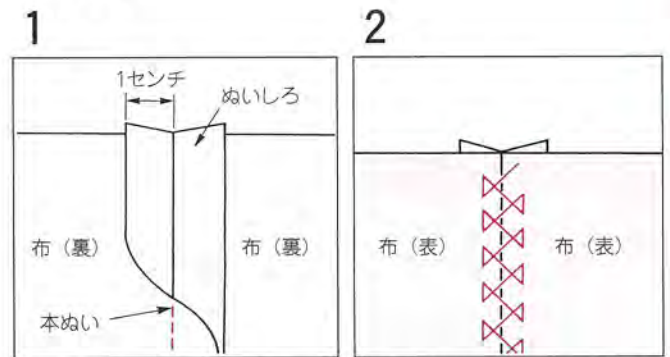 1
1センチ
ぬいしろ
布（裏）
布（裏）
本ぬい
2
布（表）
布（表）